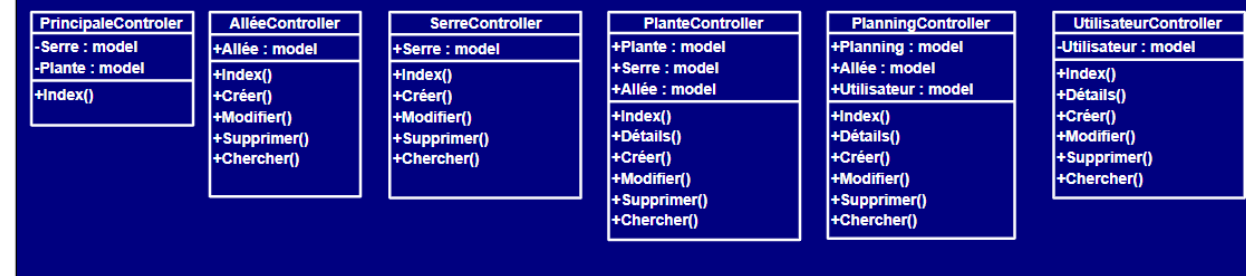 PrincipaleControler
-Serre : model
-Plante : model
+Index()
AlléeController
+Allée : model
+Index()
+Créer()
+Modifier()
+Supprimer()
+Chercher()
SerreController
+Serre : model
+Index()
+Créer()
+Modifier()
+Supprimer()
+Chercher()
PlanteController
+Plante : model
+Serre : model
+Allée : model
+Index()
+Détails()
+Créer()
+Modifier()
+Supprimer()
+Chercher()
PlanningController
+Planning : model
+Allée : model
+Utilisateur : model
+Index()
+Détails()
+Créer()
+Modifier()
+Supprimer()
+Chercher()
UtilisateurController
-Utilisateur : model
+Index()
+Détails()
+Créer()
+Modifier()
+Supprimer()
+Chercher()